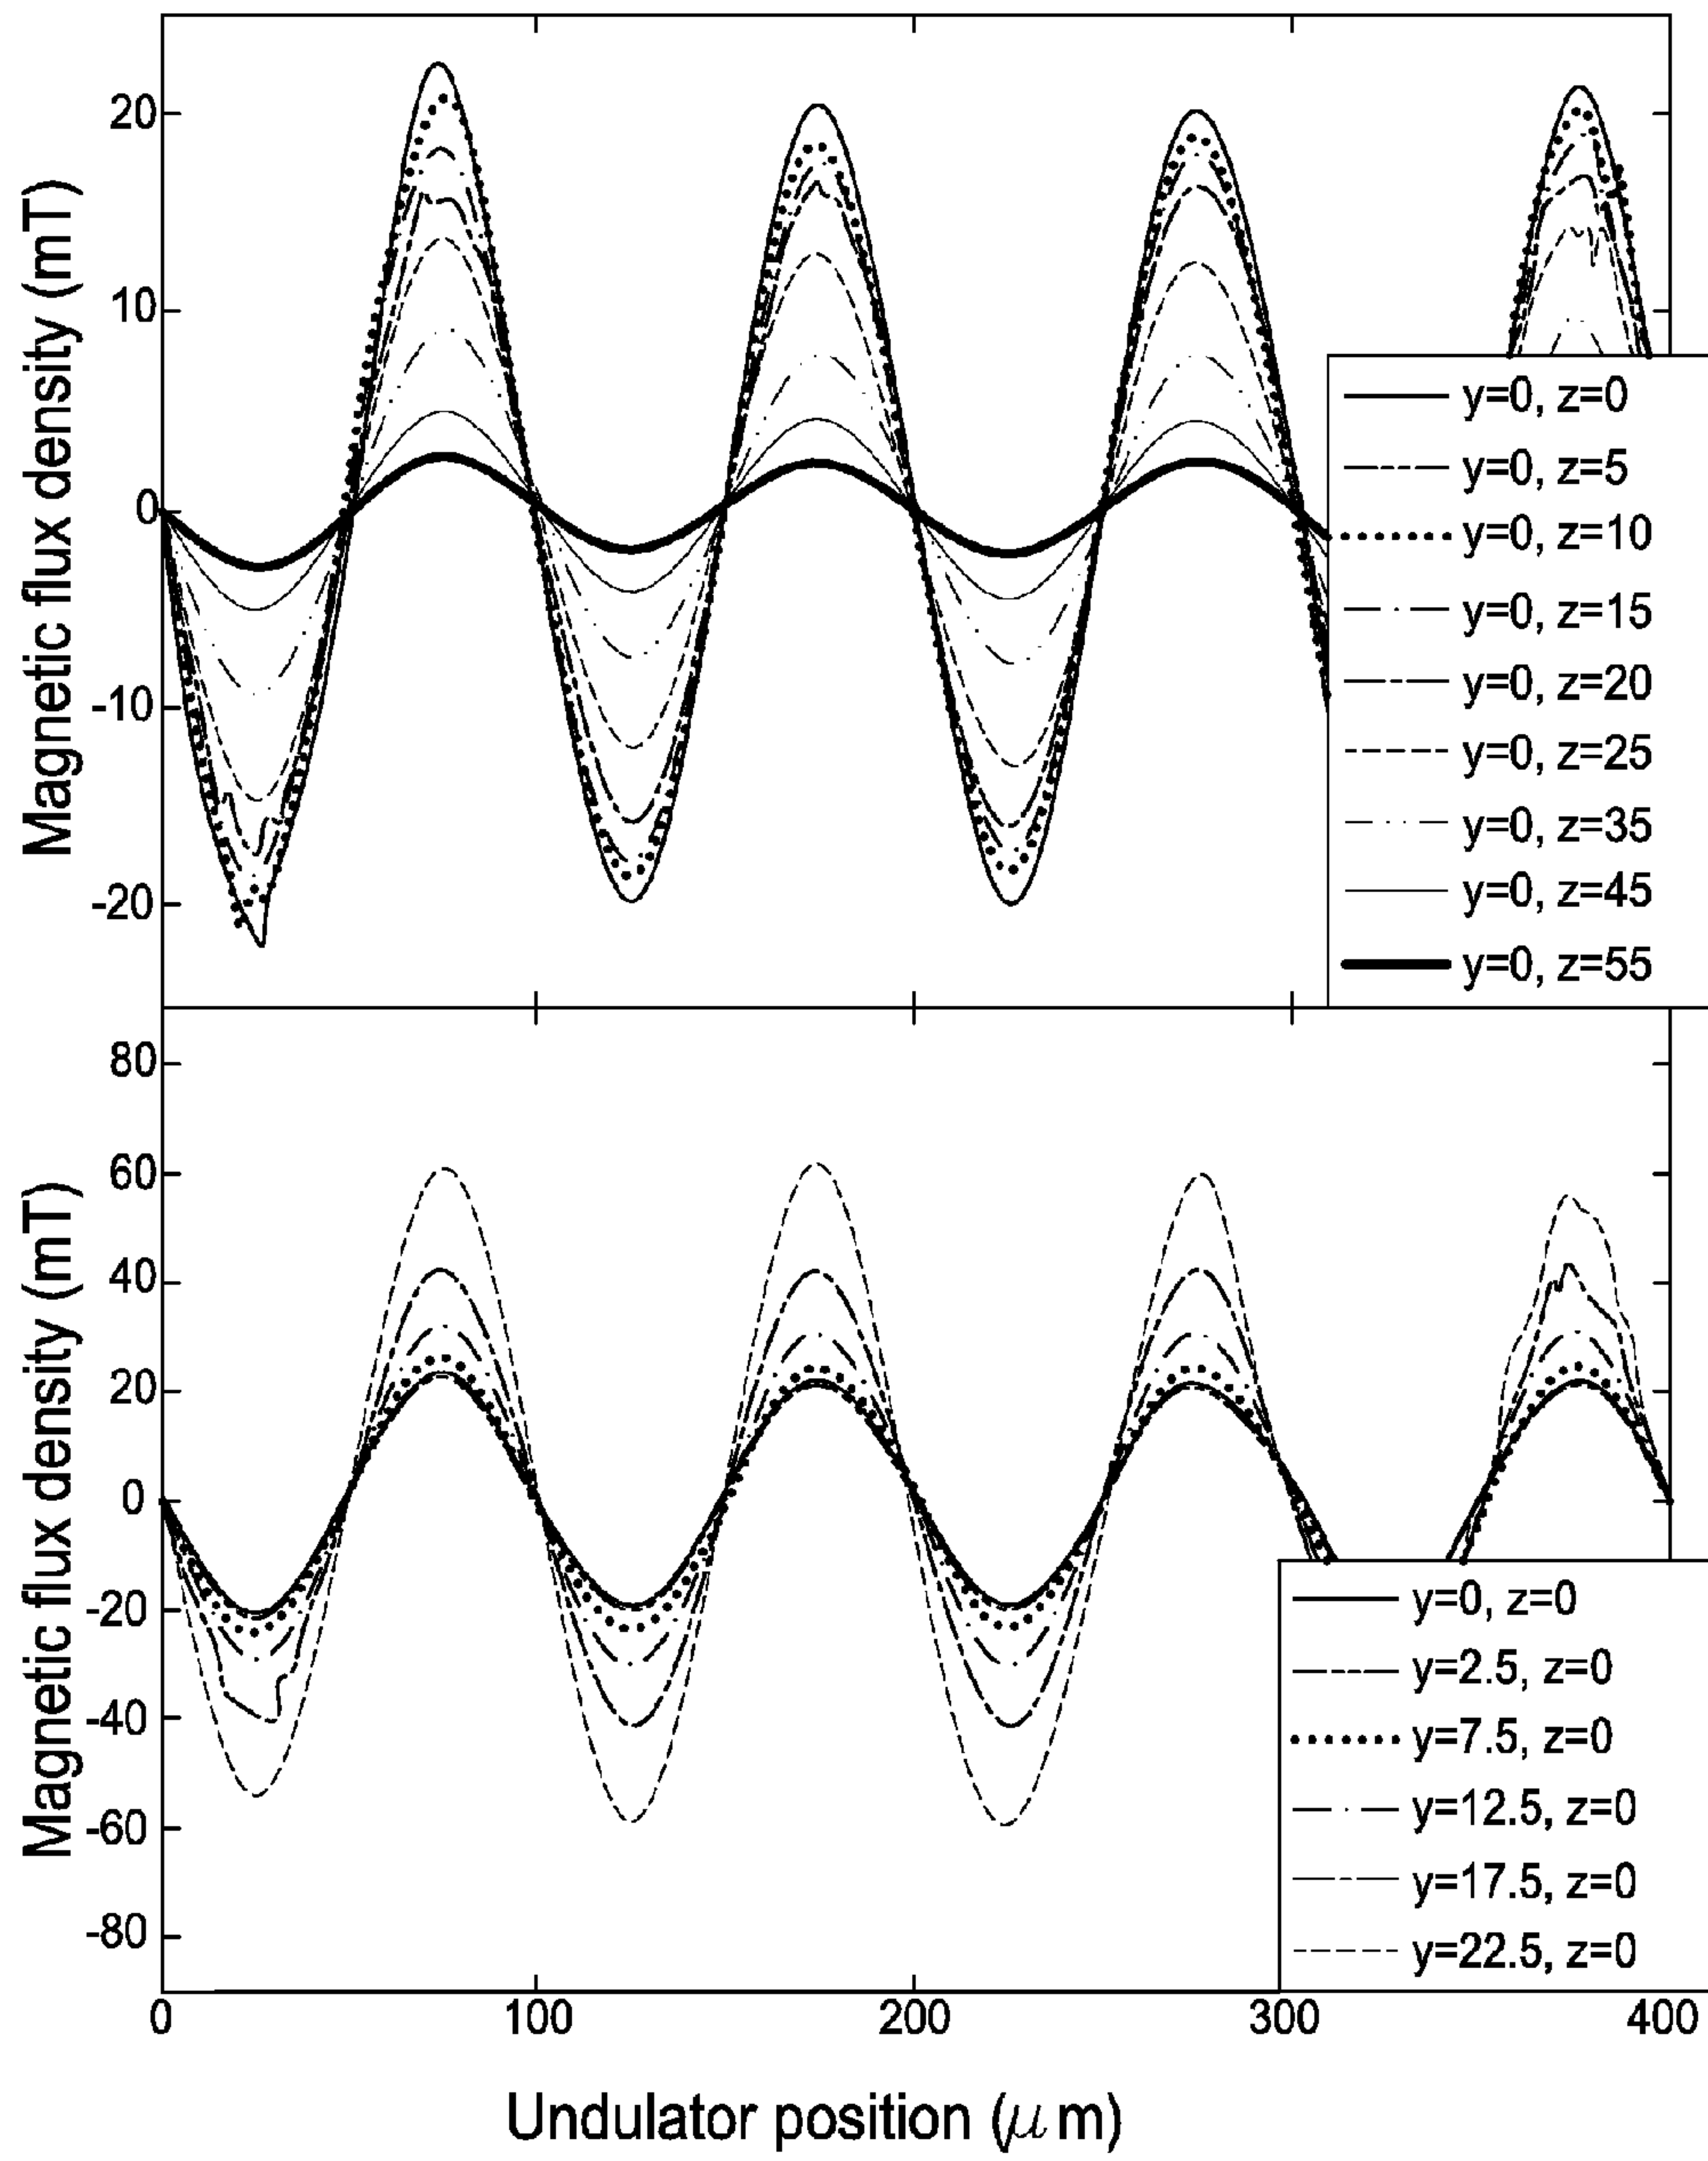 Magnetic flux density (mT)
20
10
0
-10
-20
y=0, z=0
y=0, z=5
y=0, z=10
y=0, z=15
y=0, z=20
y=0, z=25
y=0, z=35
y=0, z=45
y=0, z=55
Magnetic flux density (mT)
80
60
40
20
0
-20
-40
-60
-80
y=0, z=0
y=2.5, z=0
y=7.5, z=0
y=12.5, z=0
y=17.5, z=0
y=22.5, z=0
0 100 200 300 400
Undulator position (μm)